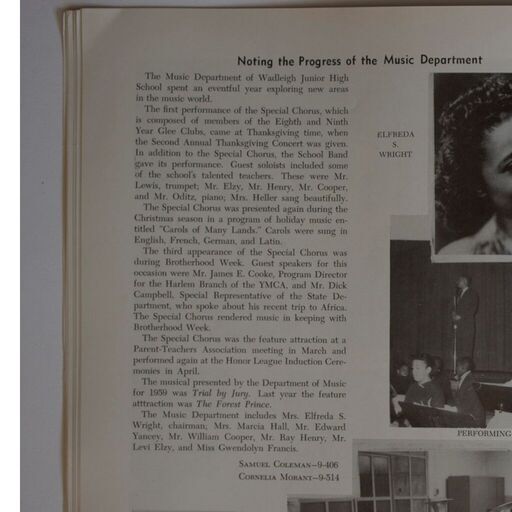 Noting the Progress of the Music Department
The Music Department of Wadleigh Junior High
School spent an eventful year exploring new areas
in the music world.
The first performance of the Special Chorus, which
is composed of members of the Eighth and Ninth
Year Glee Clubs, came at Thanksgiving time, when
the Second Annual Thanksgiving Concert was given.
In addition to the Special Chorus, the School Band
gave its performance. Guest soloists included some
of the school's talented teachers. These were Mr.
Lewis, trumpet; Mr. Elzy, Mr. Henry, Mr. Cooper,
and Mr. Oditz, piano; Mrs. Heller sang beautifully.
The Special Chorus was presented again during the
Christmas season in a program of holiday music en-
titled "Carols of Many Lands." Carols were sung in
English, French, German, and Latin.
The third appearance of the Special Chorus was
during Brotherhood Week. Guest speakers for this
occasion were Mr. James E. Cooke, Program Director
for the Harlem Branch of the YMCA, and Mr. Dick
Campbell, Special Representative of the State De-
partment, who spoke about his recent trip to Africa.
The Special Chorus rendered music in keeping with
Brotherhood Week.
The Special Chorus was the feature attraction at a
Parent-Teachers Association meeting in March and
performed again at the Honor League Induction Cere-
monies in April.
The musical presented by the Department of Music
for 1959 was Trial by Jury. Last year the feature
atttraction was The Forest Prince.
The Music Department includes Mrs. Elfreda S.
Wright, chairman, Mrs. Marcia Hall, Mr. Edward
Yancey, Mr. William Cooper, Mr. Ray Henry, Mr.
Levi Elzy, and Miss Gwendolyn Francis.
SAMUEL COLEMAN—9-406
CORNELIA MORANT—9-314
ELFREDA
S.
WRIGHT
PERFORMING